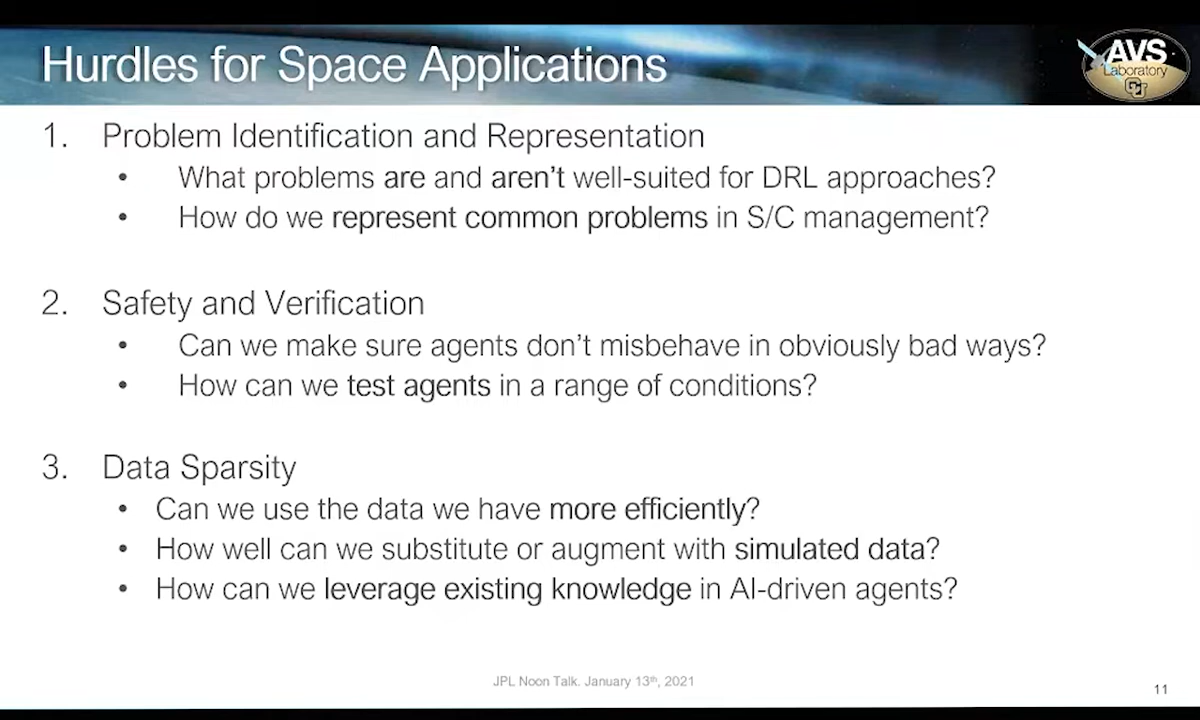 Hurdles for Space Applications
AVS
Laboratory
1. Problem Identification and Representation
• What problems are and aren't well-suited for DRL approaches?
• How do we represent common problems in S/C management?
2. Safety and Verification
• Can we make sure agents don't misbehave in obviously bad ways?
• How can we test agents in a range of conditions?
3. Data Sparsity
• Can we use the data we have more efficiently?
• How well can we substitute or augment with simulated data?
• How can we leverage existing knowledge in AI-driven agents?
JPL Noon Talk. January 13th, 2021
11